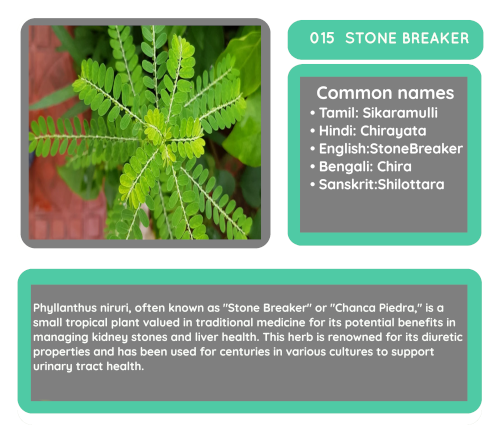 015 STONE BREAKER
Common names
• Tamil: Sikaramulli
• Hindi: Chirayata
• English:StoneBreaker
• Bengali: Chira
• Sanskrit:Shilottara
Phyllanthus niruri, often known as "Stone Breaker" or "Chanca Piedra," is a
small tropical plant valued in traditional medicine for its potential benefits in
managing kidney stones and liver health. This herb is renowned for its diuretic
properties and has been used for centuries in various cultures to support
urinary tract health.